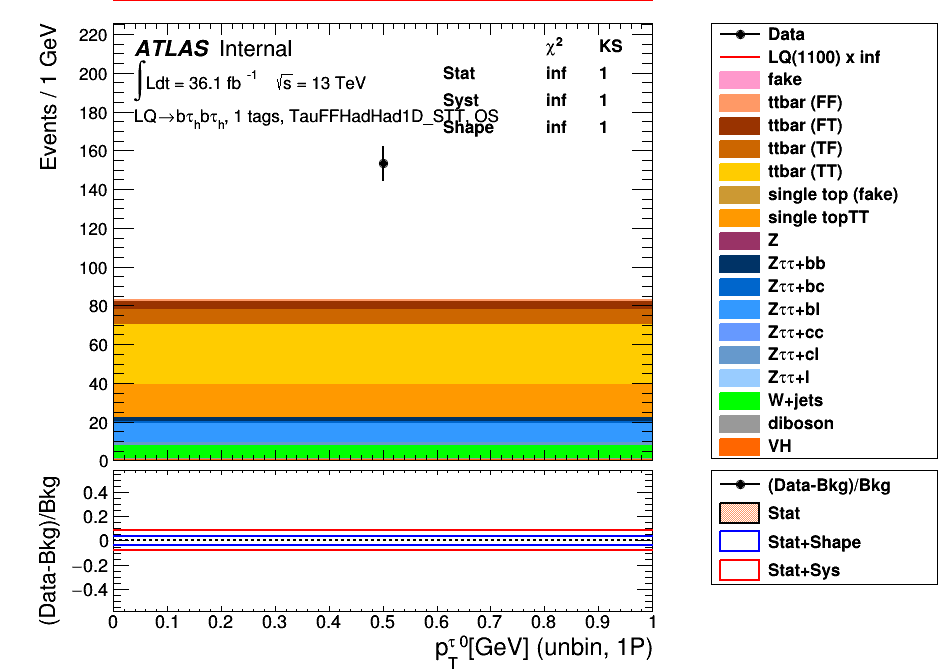 Events / 1 GeV
220
200
180
160
140
120
100
80
60
40
20
0
ATLAS Internal
∫Ldt = 36.1 fb⁻¹ √s = 13 TeV
LQ→bτₕbτₕ, 1 tags, TauFFHadHad1D_STT, OS
χ² KS
Stat inf 1
Syst inf 1
Shape inf 1
Data
LQ(1100) x inf
fake
ttbar (FF)
ttbar (FT)
ttbar (TF)
ttbar (TT)
single top (fake)
single topTT
Z
Zττ+bb
Zττ+bc
Zττ+bl
Zττ+cc
Zττ+cl
Zττ+l
W+jets
diboson
VH
(Data-Bkg)/Bkg
0.4
0.2
0
−0.2
−0.4
0 0.1 0.2 0.3 0.4 0.5 0.6 0.7 0.8 0.9 1
p_T^τ 0[GeV] (unbin, 1P)
(Data-Bkg)/Bkg
Stat
Stat+Shape
Stat+Sys